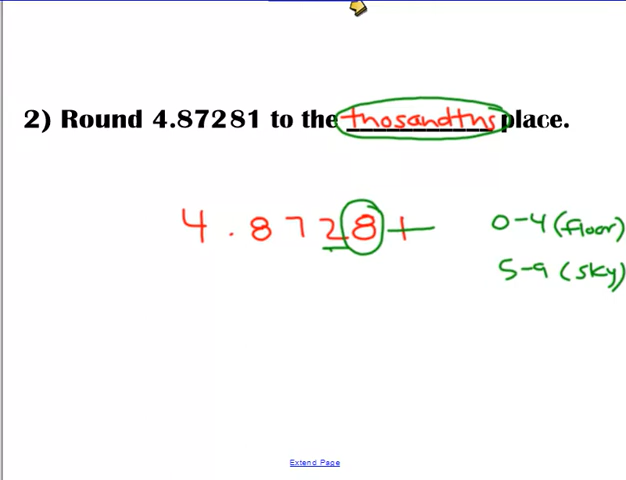 2) Round 4.87281 to the thosandths place.
4.87281
0-4 (floor)
5-9 (sky)
Extend Page